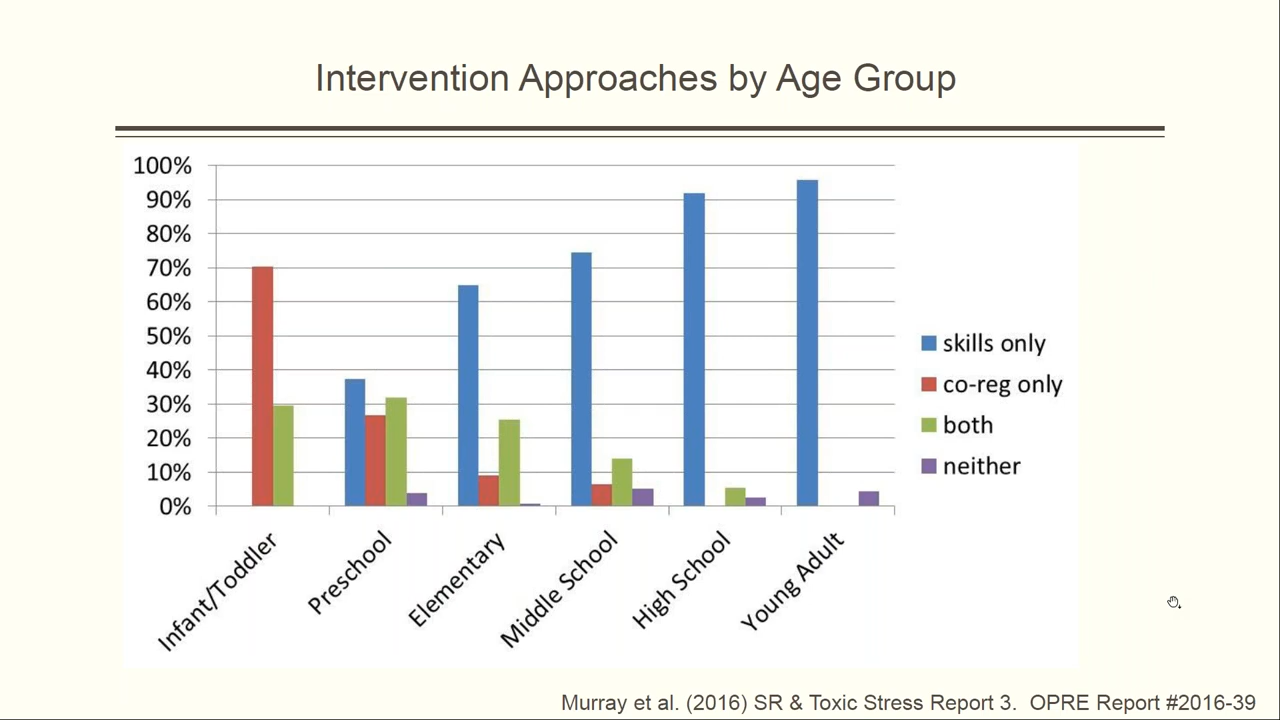 Intervention Approaches by Age Group
100%
90%
80%
70%
60%
50%
40%
30%
20%
10%
0%
skills only
co-reg only
both
neither
Infant/Toddler
Preschool
Elementary
Middle School
High School
Young Adult
Murray et al. (2016) SR & Toxic Stress Report 3. OPRE Report #2016-39